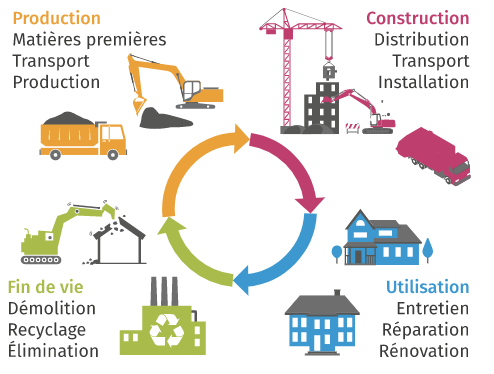 Production
Matières premières
Transport
Production
Construction
Distribution
Transport
Installation
Fin de vie
Démolition
Recyclage
Élimination
Utilisation
Entretien
Réparation
Rénovation